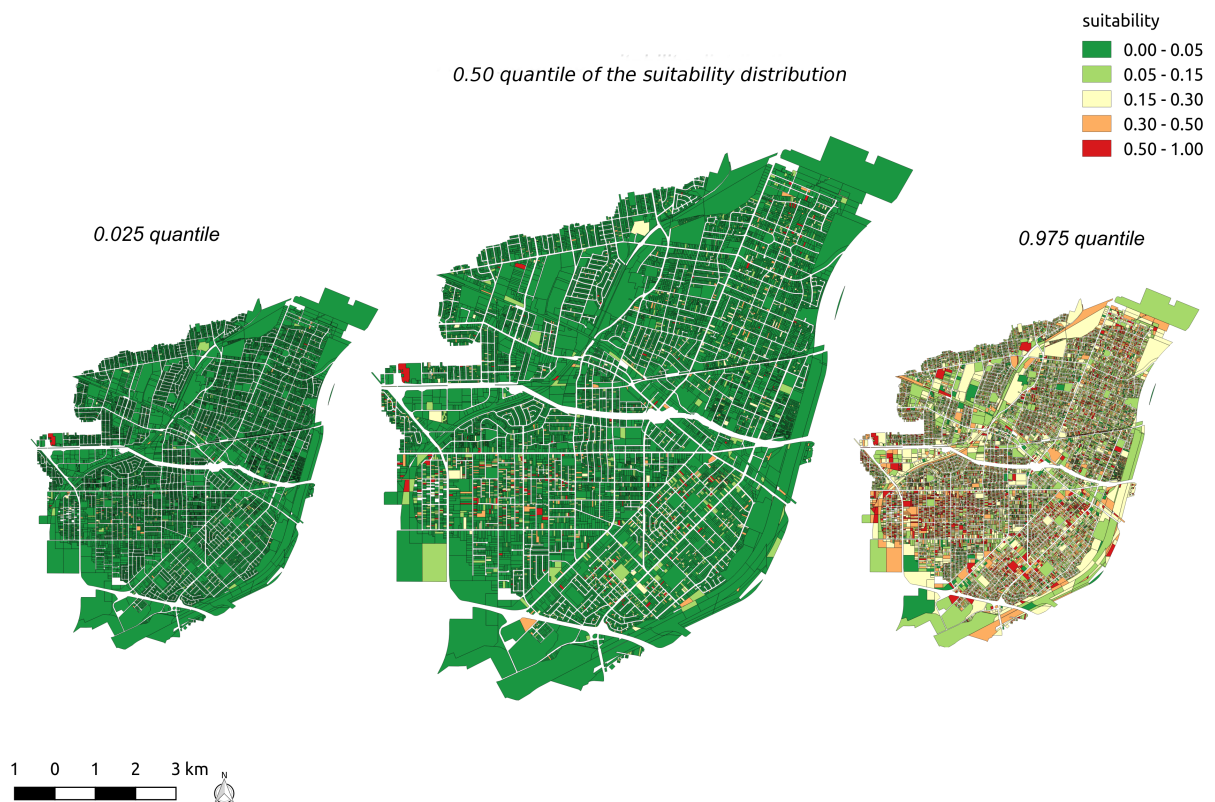 suitability
0.00 - 0.05
0.05 - 0.15
0.15 - 0.30
0.30 - 0.50
0.50 - 1.00
0.50 quantile of the suitability distribution
0.025 quantile
0.975 quantile
1 0 1 2 3 km
N